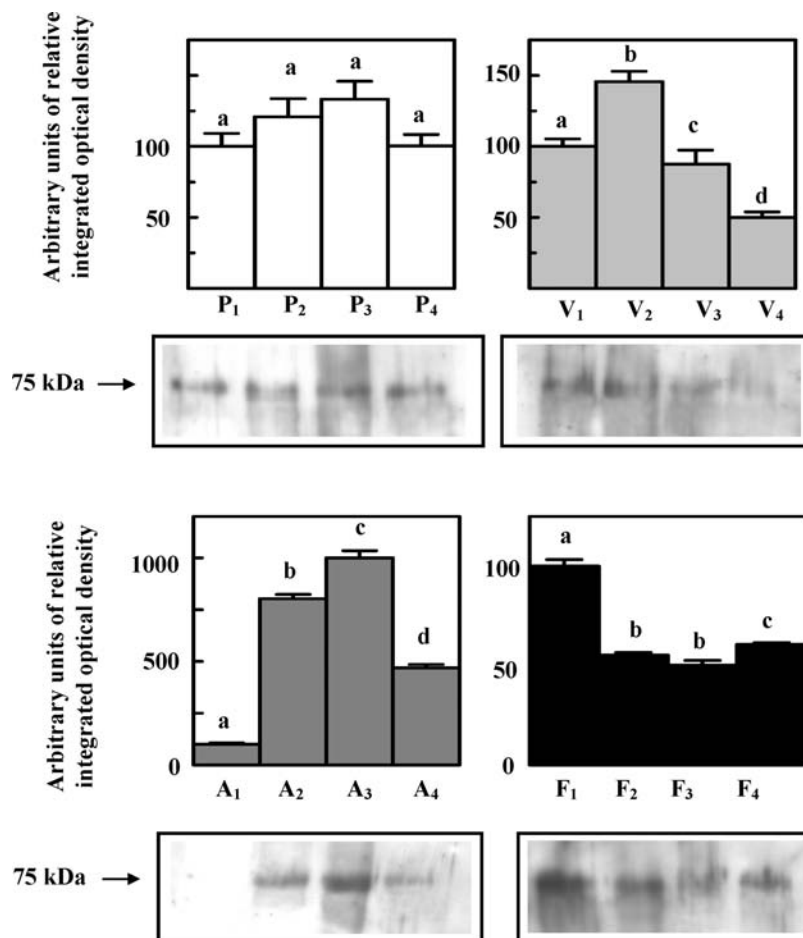 Arbitrary units of relative
integrated optical density
100
50
a
a
a
a
P₁ P₂ P₃ P₄
150
100
50
a
b
c
d
V₁ V₂ V₃ V₄
75 kDa
Arbitrary units of relative
integrated optical density
1000
500
0
a
b
c
d
A₁ A₂ A₃ A₄
100
50
0
a
b
b
c
F₁ F₂ F₃ F₄
75 kDa